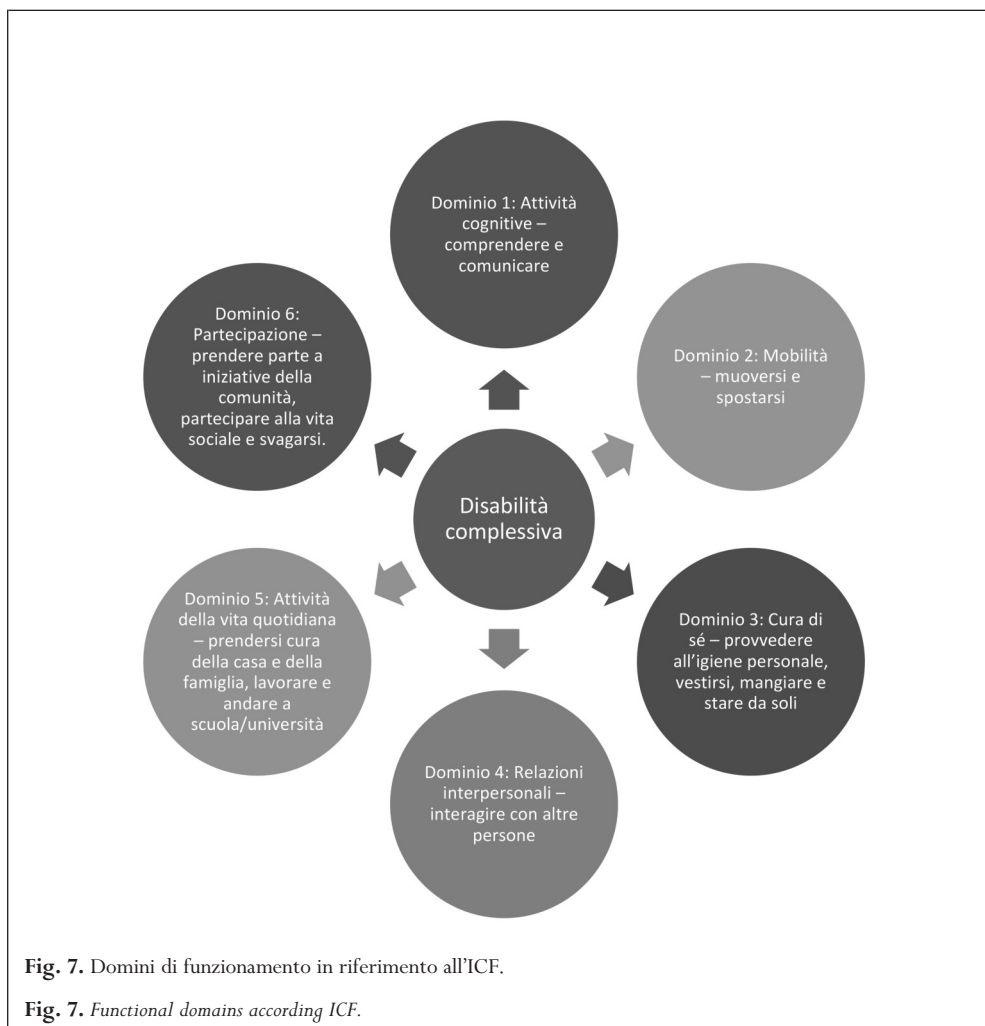 Dominio 1: Attività
cognitive –
comprendere e
comunicare
Dominio 2: Mobilità
– muoversi e
spostarsi
Dominio 3: Cura di
sé – provvedere
all'igiene personale,
vestirsi, mangiare e
stare da soli
Dominio 4: Relazioni
interpersonali –
interagire con altre
persone
Dominio 5: Attività
della vita quotidiana
– prendersi cura
della casa e della
famiglia, lavorare e
andare a
scuola/università
Dominio 6:
Partecipazione –
prendere parte a
iniziative della
comunità,
partecipare alla vita
sociale e svagarsi.
Disabilità
complessiva
Fig. 7. Domini di funzionamento in riferimento all'ICF.
Fig. 7. Functional domains according ICF.